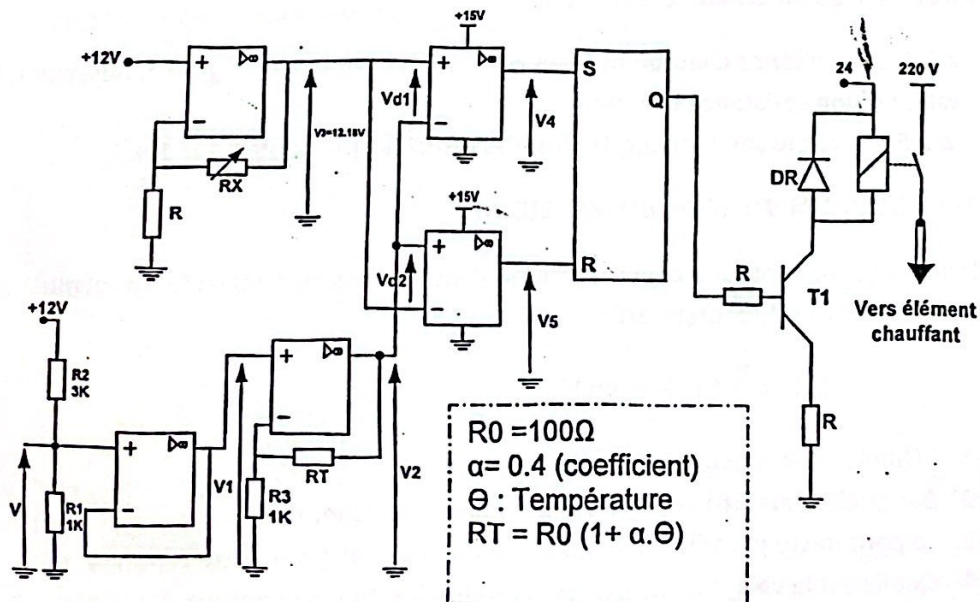 +15V
+12V
+
▷∞
-
RX
R
V3=12.18V
Vd1
+
▷∞
-
V4
S
Q
R
24
220 V
DR
+15V
+
▷∞
-
Vd2
V5
R
T1
Vers élément
chauffant
R
+12V
R2
3K
V
R1
1K
+
▷∞
-
V1
+
▷∞
-
RT
R3
1K
V2
R0 =100Ω
α= 0.4 (coefficient)
Θ : Température
RT = R0 (1+ α.Θ)